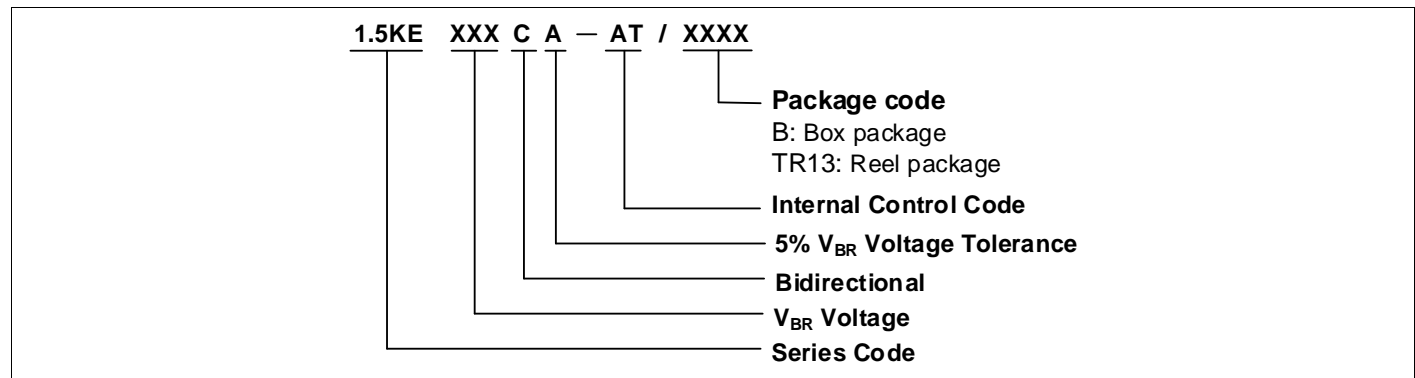 1.5KE XXX C A — AT / XXXX
Package code
B: Box package
TR13: Reel package
Internal Control Code
5% VBR Voltage Tolerance
Bidirectional
VBR Voltage
Series Code